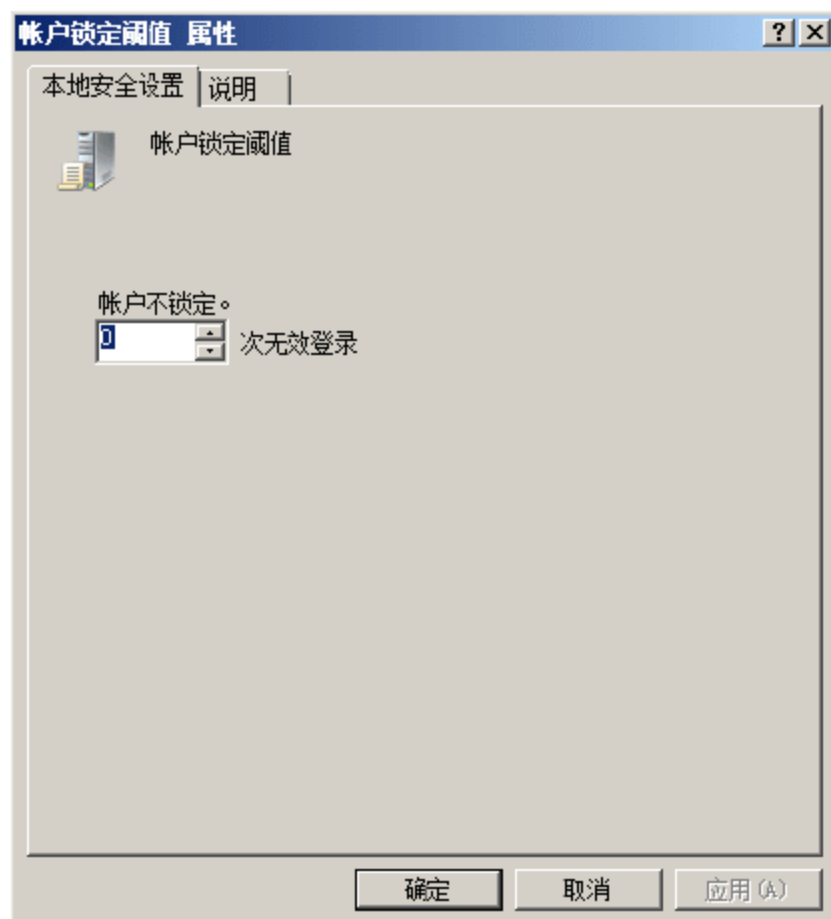 帐户锁定阈值 属性
本地安全设置 说明
帐户锁定阈值
帐户不锁定。
0 次无效登录
确定 取消 应用(A)